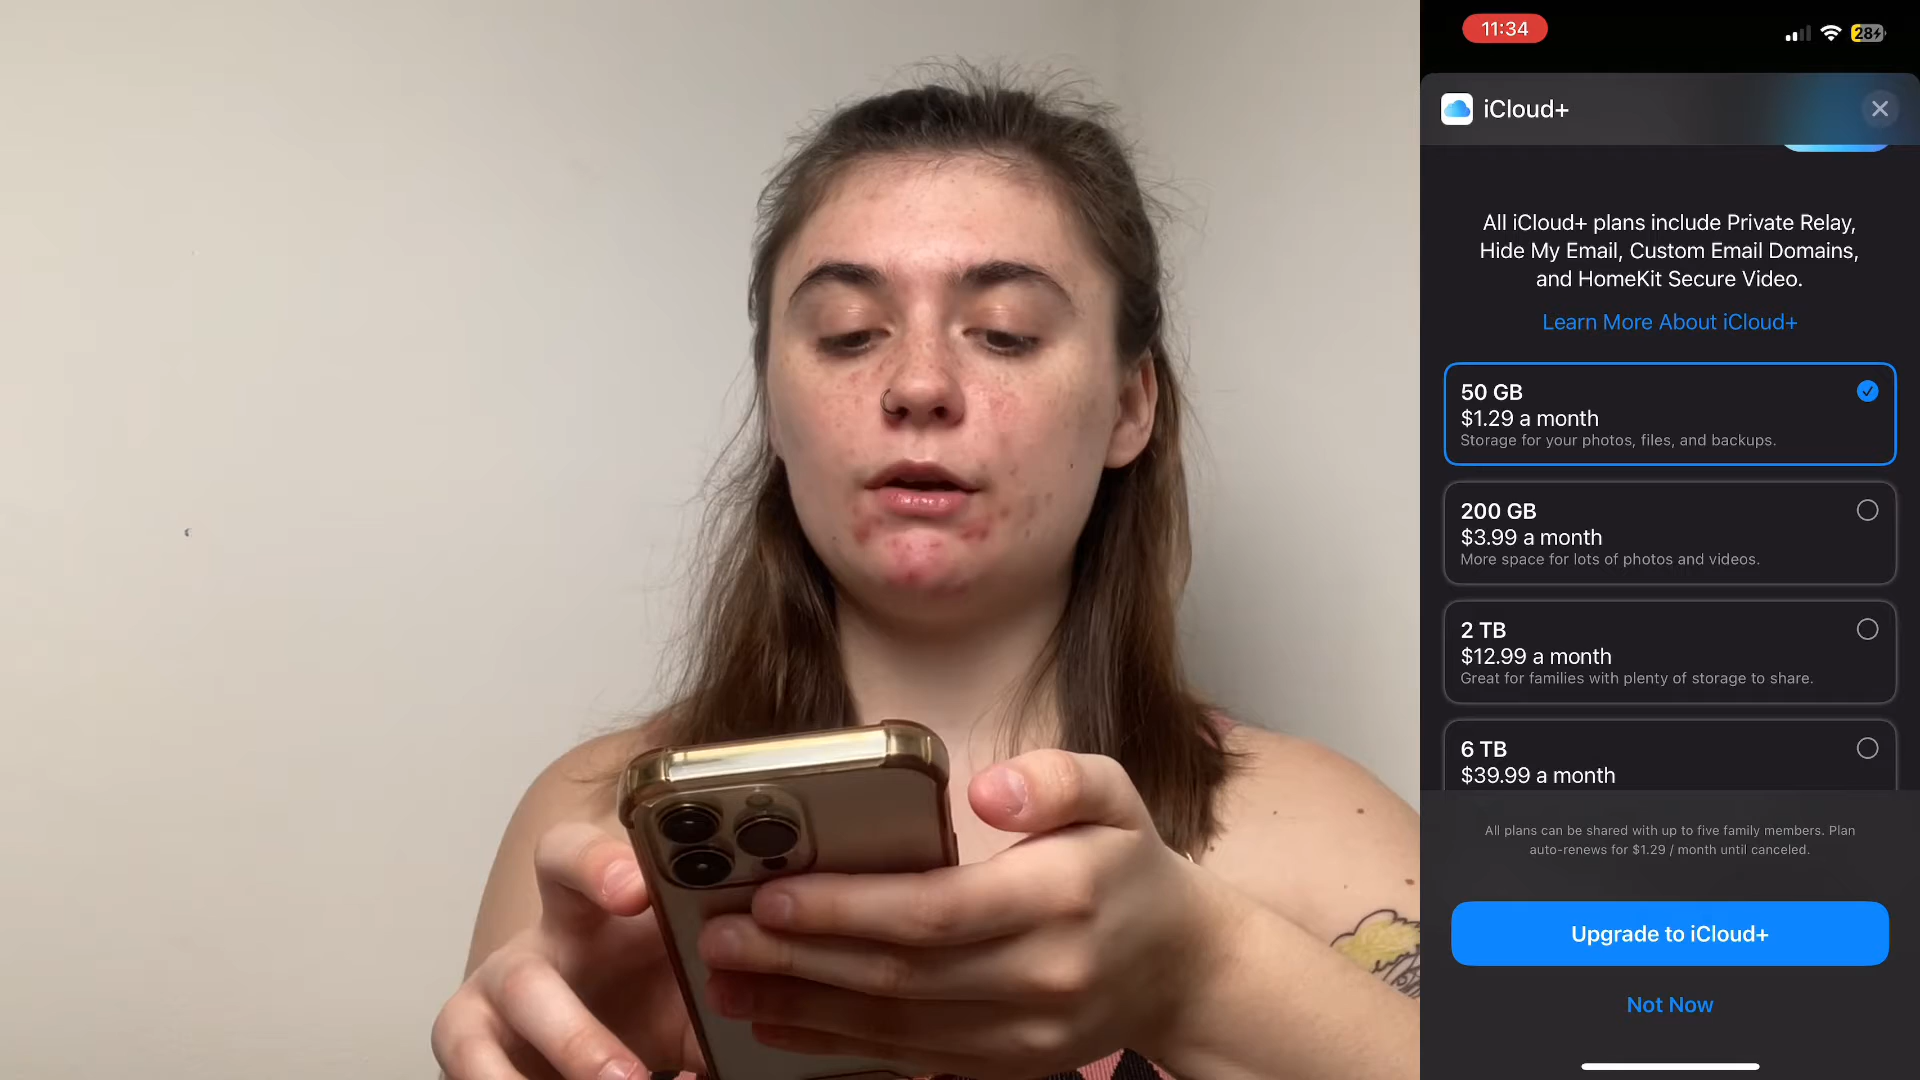 11:34
28
iCloud+
All iCloud+ plans include Private Relay,
Hide My Email, Custom Email Domains,
and HomeKit Secure Video.
Learn More About iCloud+
50 GB
$1.29 a month
Storage for your photos, files, and backups.
200 GB
$3.99 a month
More space for lots of photos and videos.
2 TB
$12.99 a month
Great for families with plenty of storage to share.
6 TB
$39.99 a month
All plans can be shared with up to five family members. Plan
auto-renews for $1.29 / month until canceled.
Upgrade to iCloud+
Not Now